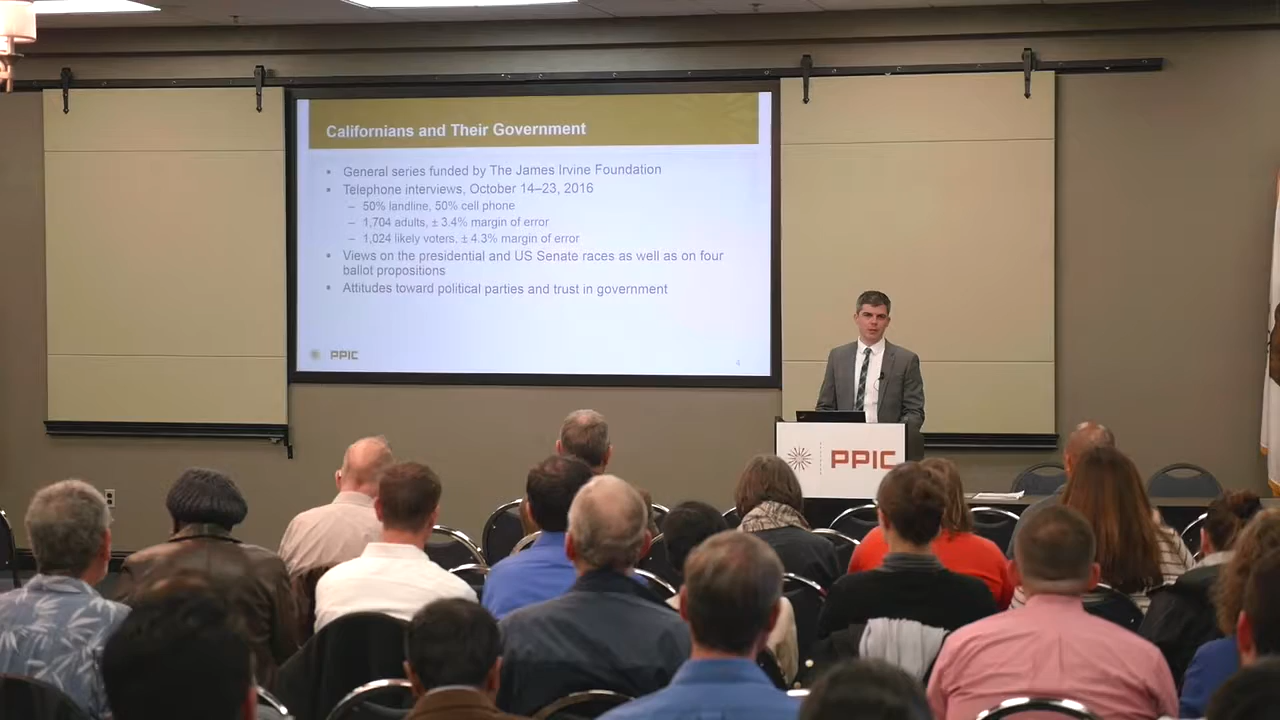 Californians and Their Government
▪ General series funded by The James Irvine Foundation
▪ Telephone interviews, October 14–23, 2016
– 50% landline, 50% cell phone
– 1,704 adults, ± 3.4% margin of error
– 1,024 likely voters, ± 4.3% margin of error
▪ Views on the presidential and US Senate races as well as on four
ballot propositions
▪ Attitudes toward political parties and trust in government
PPIC
4
PPIC